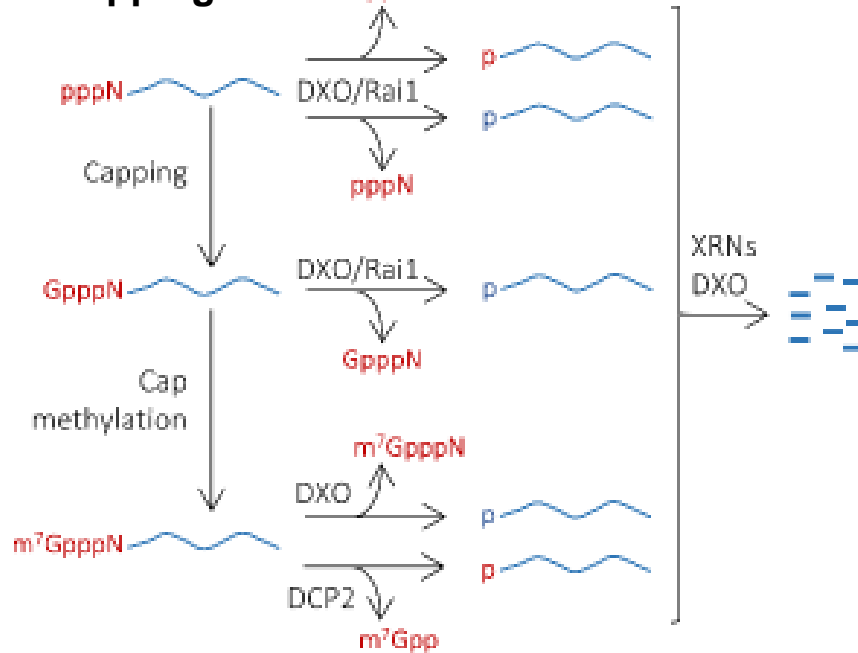 pppN
DXO/Rai1
p
p
pppN
Capping
GpppN
DXO/Rai1
p
GpppN
XRNs
DXO
Cap
methylation
m⁷GpppN
DXO
p
m⁷GpppN
DCP2
p
m⁷Gpp